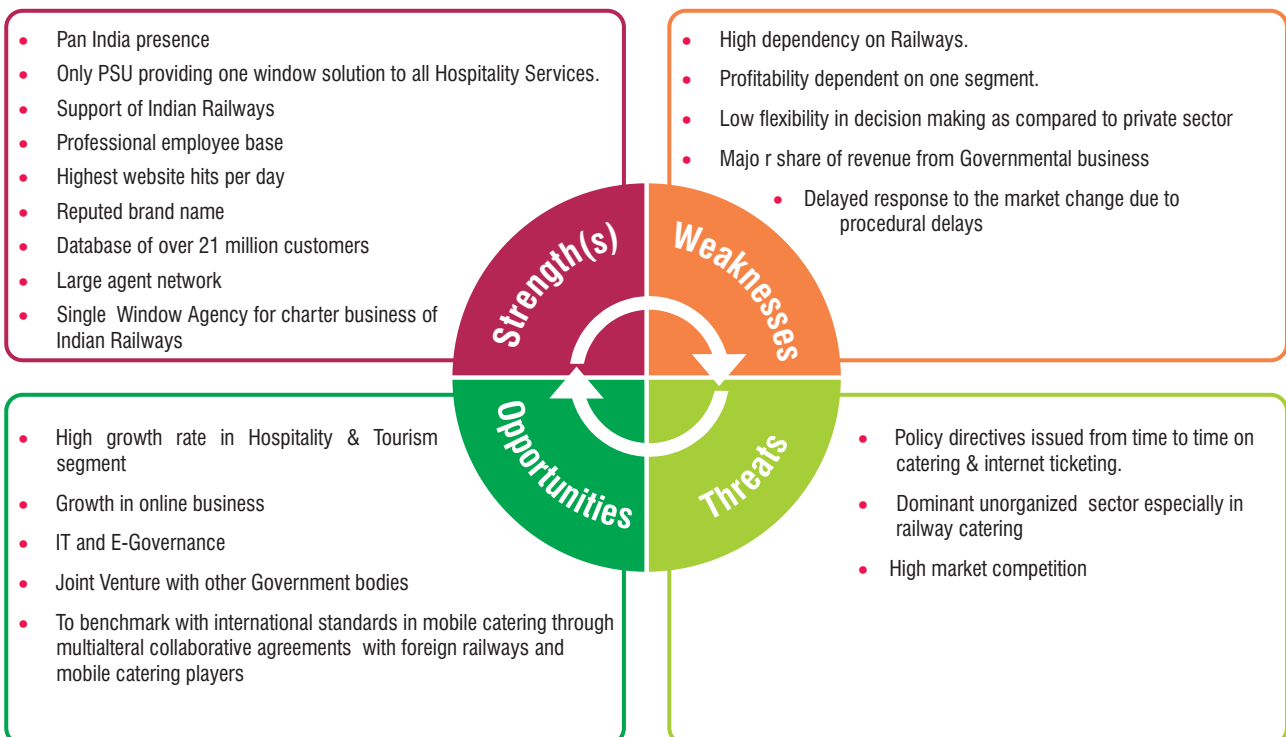 Pan India presence
Only PSU providing one window solution to all Hospitality Services.
Support of Indian Railways
Professional employee base
Highest website hits per day
Reputed brand name
Database of over 21 million customers
Large agent network
Single Window Agency for charter business of
Indian Railways
High dependency on Railways.
Profitability dependent on one segment.
Low flexibility in decision making as compared to private sector
Majo r share of revenue from Governmental business
Delayed response to the market change due to
procedural delays
Strength(s)
Weaknesses
Opportunities
Threats
High growth rate in Hospitality & Tourism
segment
Growth in online business
IT and E-Governance
Joint Venture with other Government bodies
To benchmark with international standards in mobile catering through
multialteral collaborative agreements with foreign railways and
mobile catering players
Policy directives issued from time to time on
catering & internet ticketing.
Dominant unorganized sector especially in
railway catering
High market competition